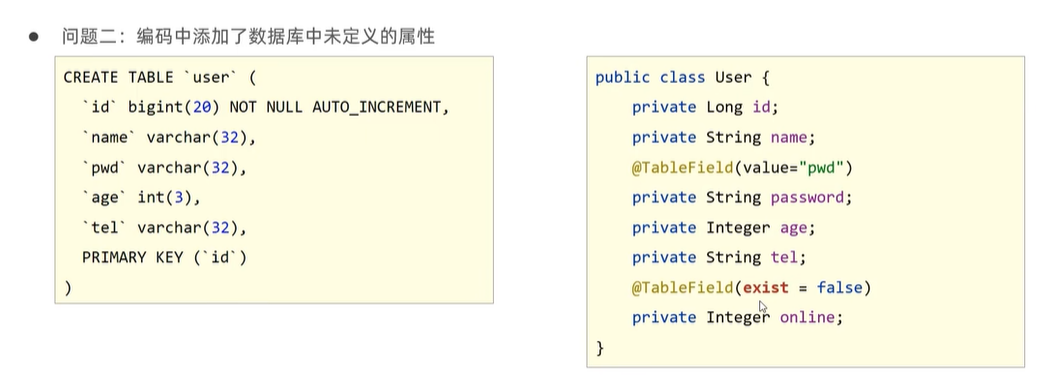 ● 问题二：编码中添加了数据库中未定义的属性
CREATE TABLE `user` (
  `id` bigint(20) NOT NULL AUTO_INCREMENT,
  `name` varchar(32),
  `pwd` varchar(32),
  `age` int(3),
  `tel` varchar(32),
  PRIMARY KEY (`id`)
)
public class User {
    private Long id;
    private String name;
    @TableField(value="pwd")
    private String password;
    private Integer age;
    private String tel;
    @TableField(exist = false)
    private Integer online;
}